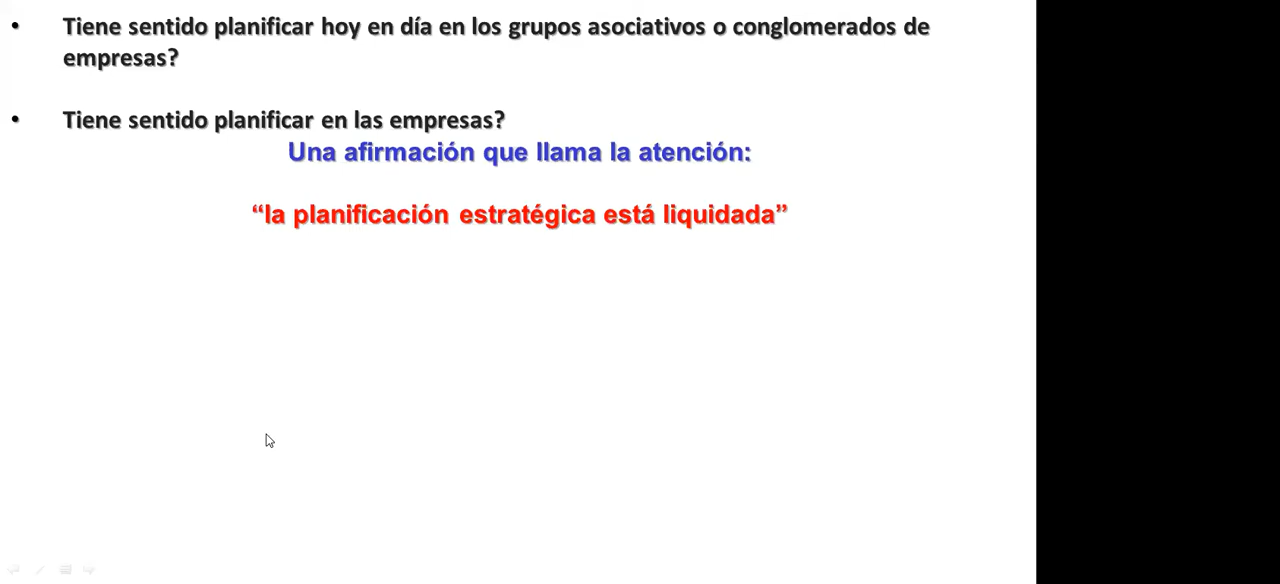 • Tiene sentido planificar hoy en día en los grupos asociativos o conglomerados de
empresas?
• Tiene sentido planificar en las empresas?
Una afirmación que llama la atención:
“la planificación estratégica está liquidada”